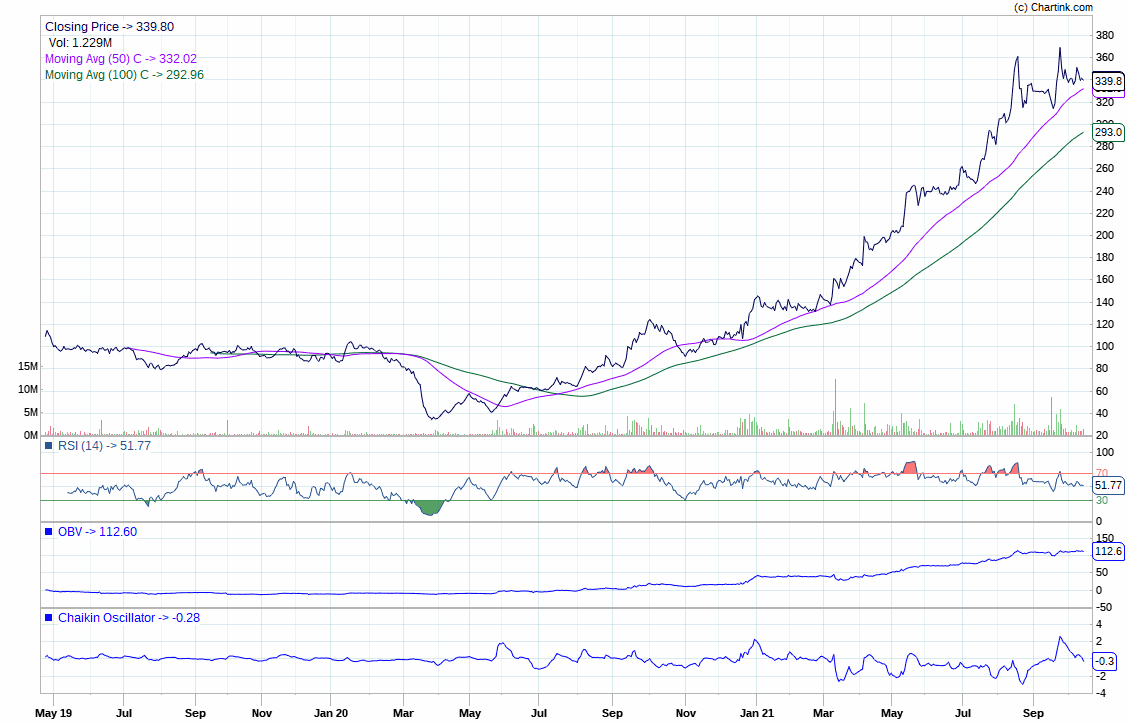 (c) Chartink.com
Closing Price -> 339.80
Vol: 1.229M
Moving Avg (50) C -> 332.02
Moving Avg (100) C -> 292.96
380
360
339.8
320
293.0
280
260
240
220
200
180
160
140
120
100
80
60
40
20
15M
10M
5M
0M
RSI (14) -> 51.77
100
70
51.77
30
0
OBV -> 112.60
150
112.6
50
0
-50
Chaikin Oscillator -> -0.28
4
2
-0.3
-2
-4
May 19 Jul Sep Nov Jan 20 Mar May Jul Sep Nov Jan 21 Mar May Jul Sep